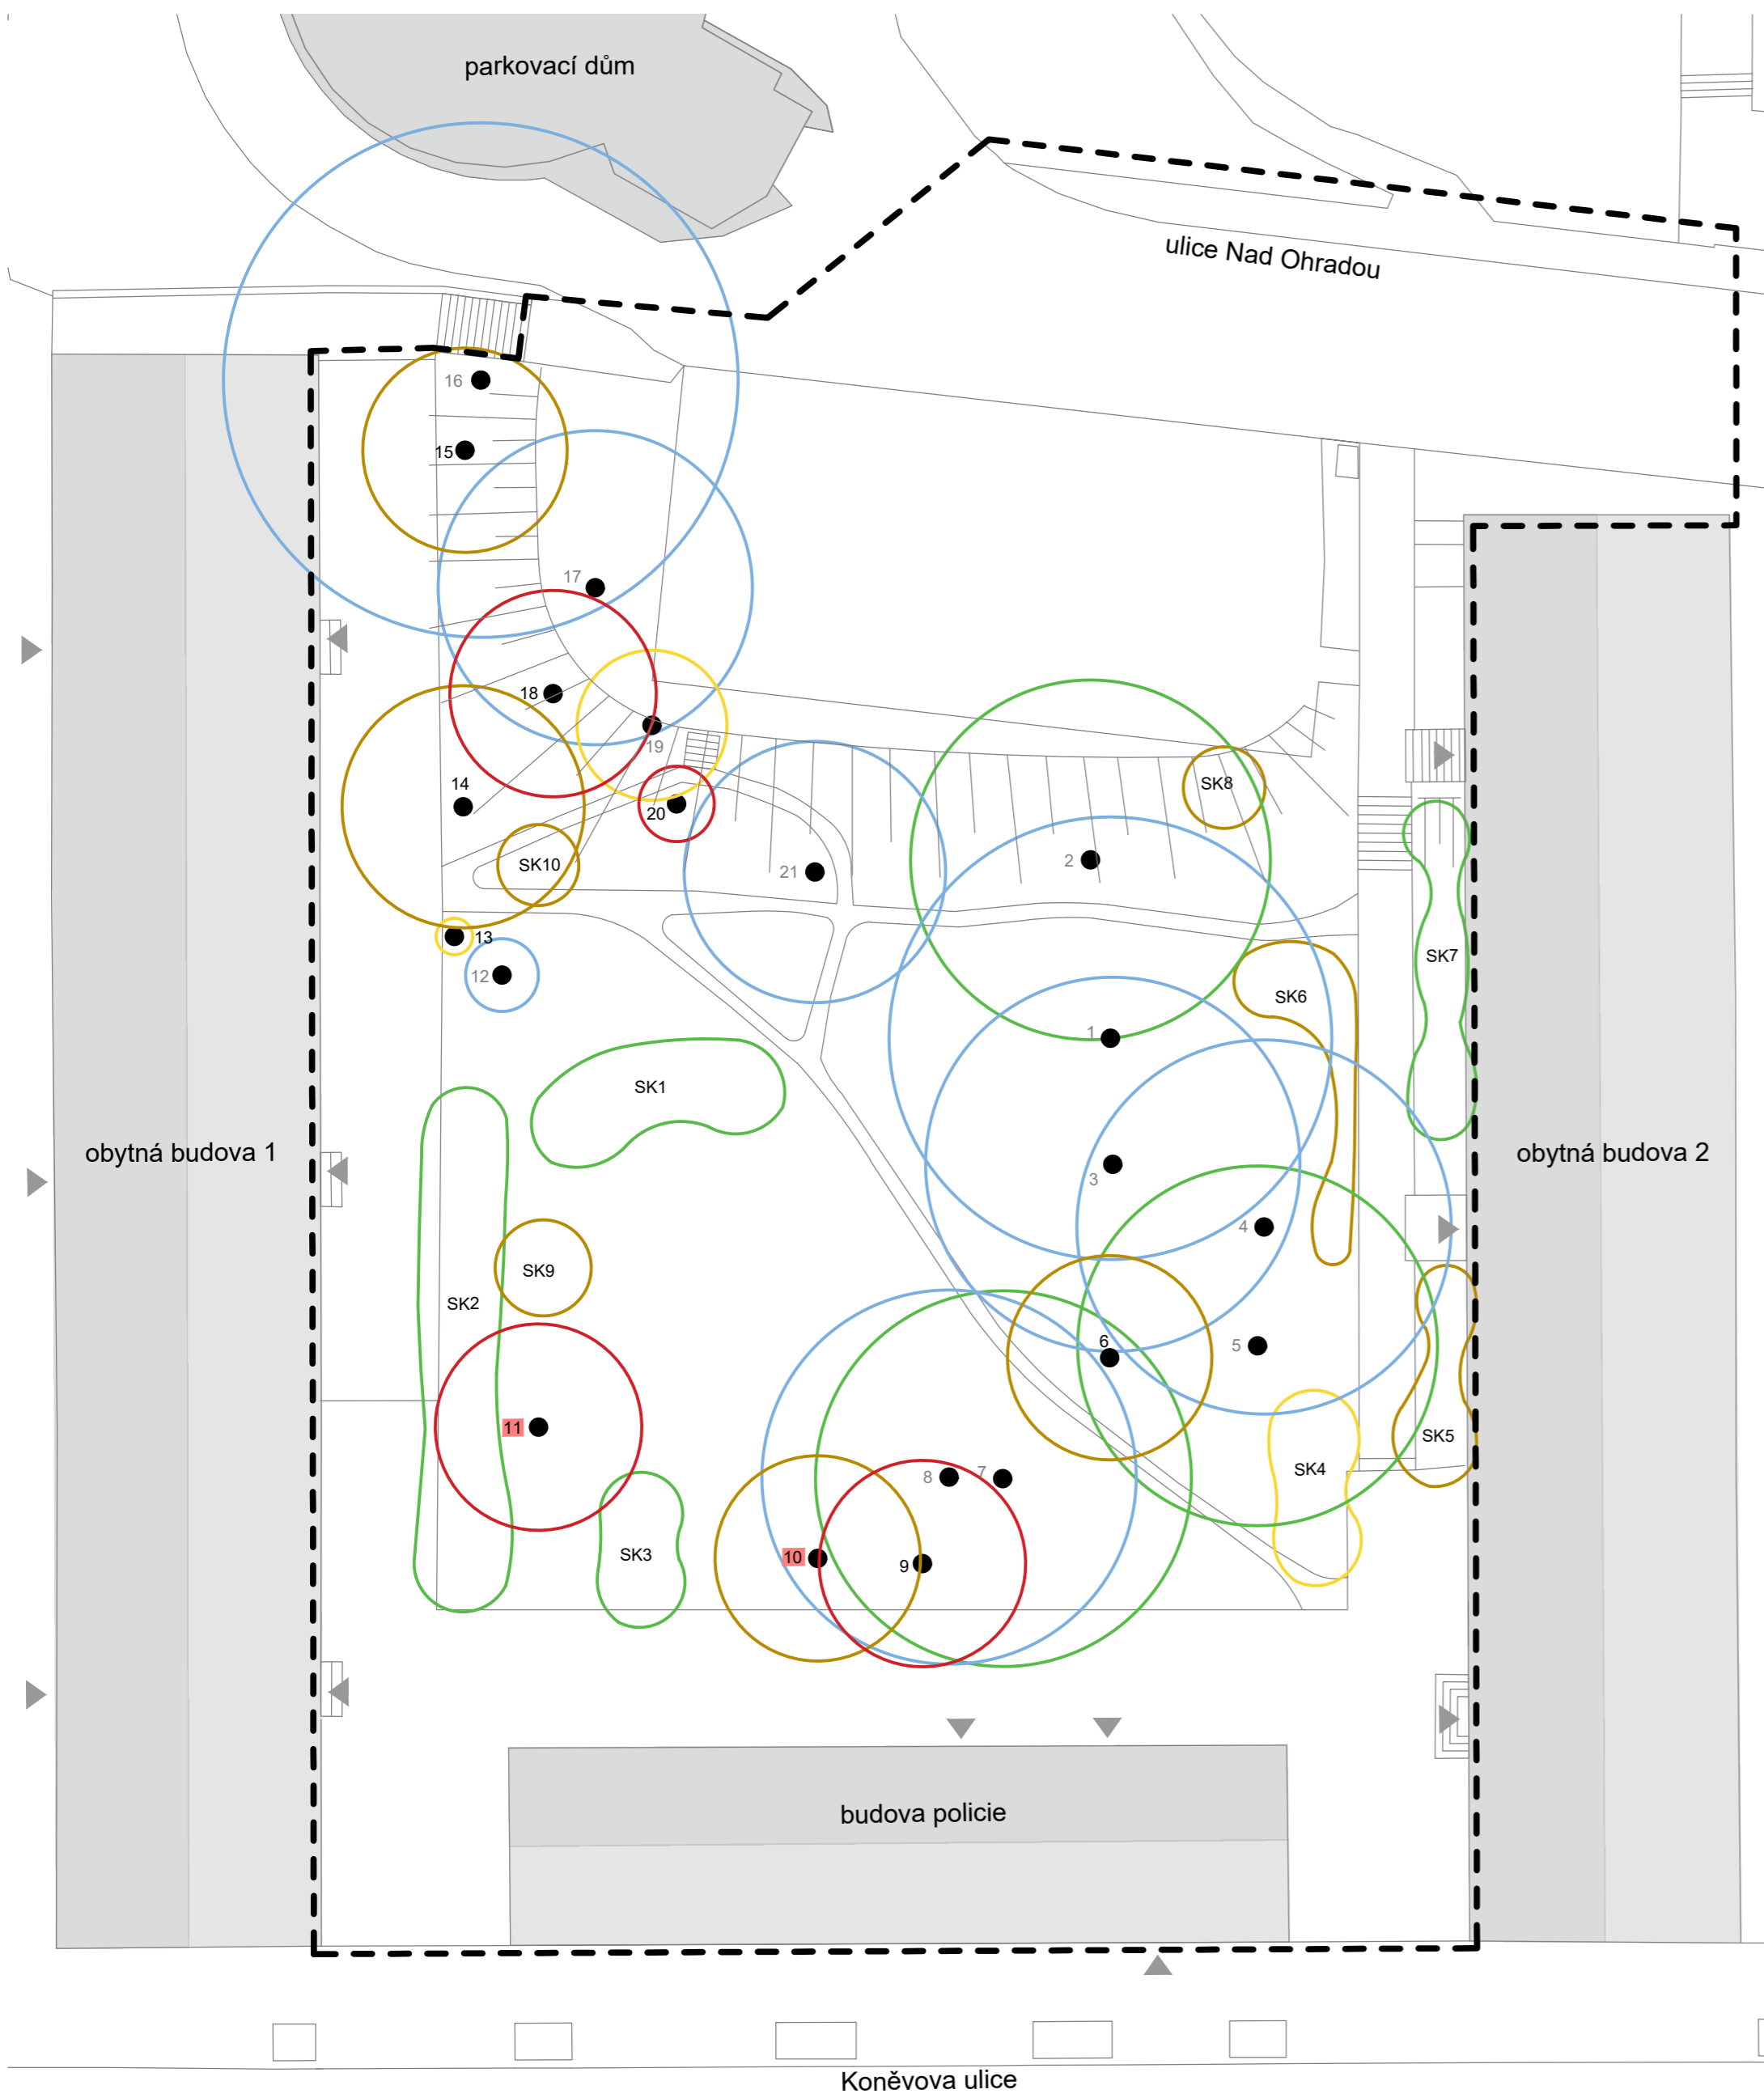 parkovací dům
ulice Nad Ohradou
16
15
17
18
19
14
20
SK8
SK10
21
2
13
12
SK7
SK6
1
SK1
obytná budova 1
obytná budova 2
3
4
SK9
SK2
6
5
11
SK5
SK4
8
7
SK3
10
9
budova policie
Koněvova ulice